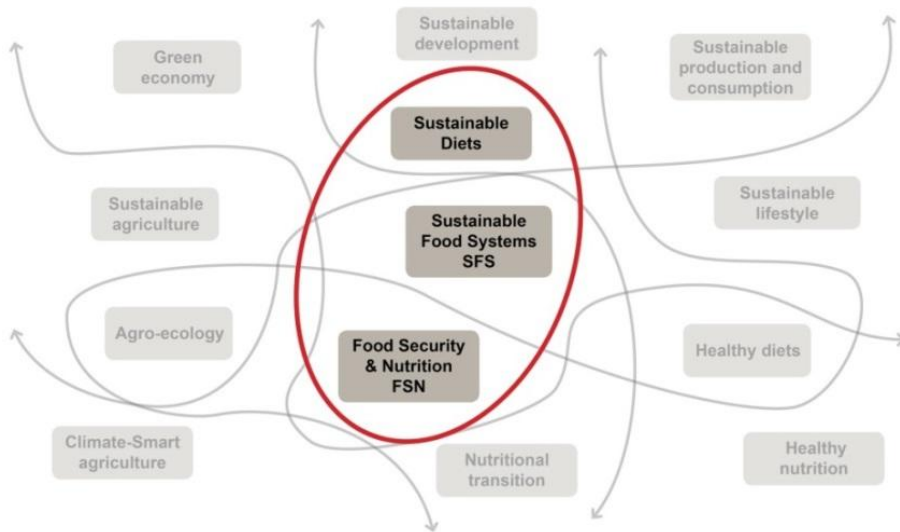 Sustainable
development
Green
economy
Sustainable
production and
consumption
Sustainable
Diets
Sustainable
agriculture
Sustainable
Food Systems
SFS
Sustainable
lifestyle
Agro-ecology
Food Security
& Nutrition
FSN
Healthy diets
Climate-Smart
agriculture
Nutritional
transition
Healthy
nutrition